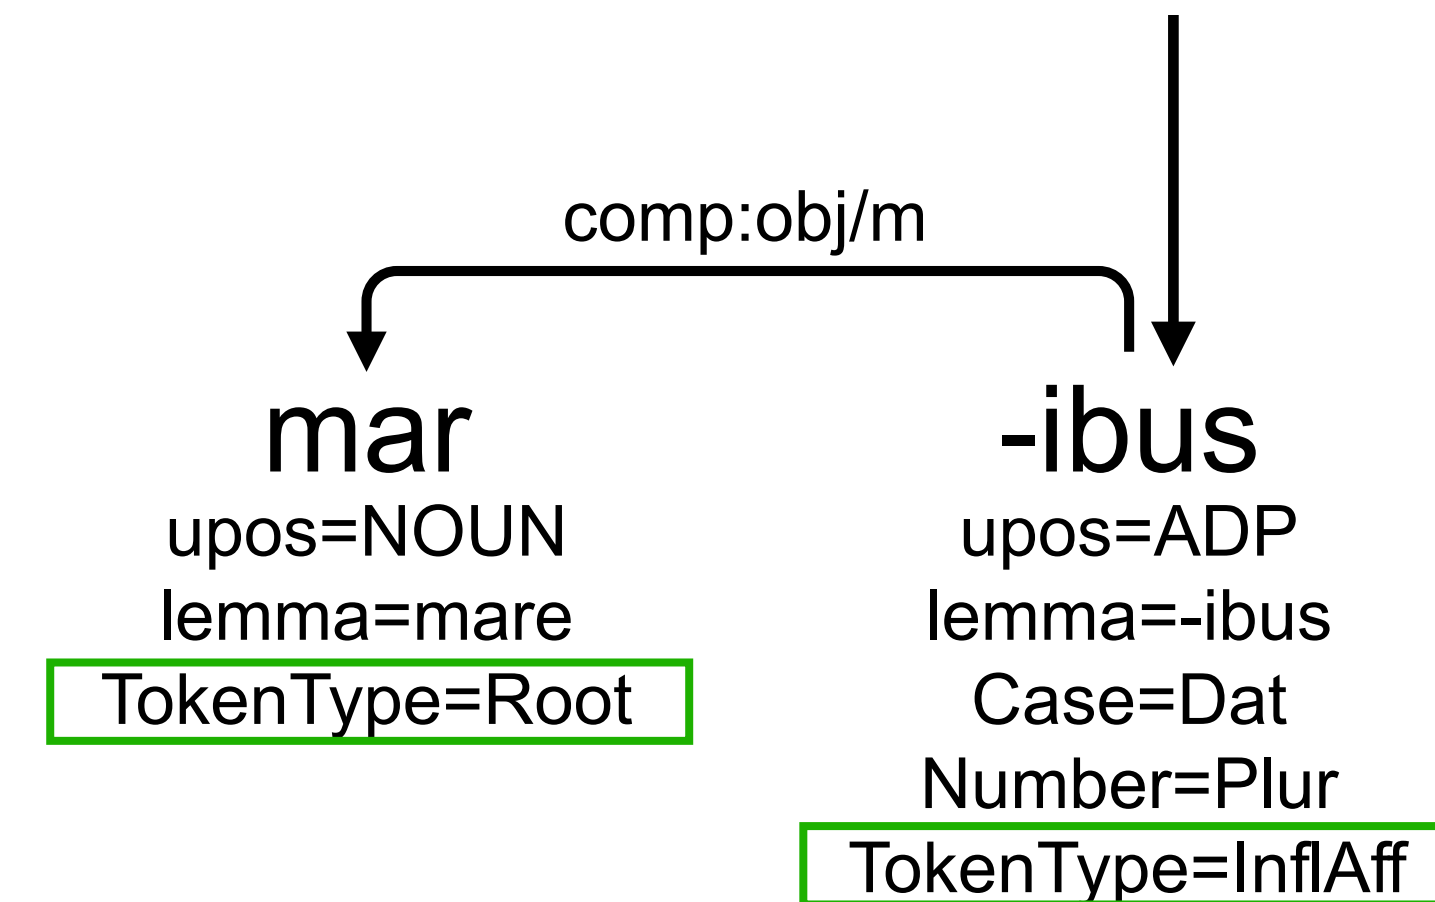 comp:obj/m
mar
-ibus
upos=NOUN
upos=ADP
lemma=mare
lemma=-ibus
TokenType=Root
Case=Dat
Number=Plur
TokenType=InflAff